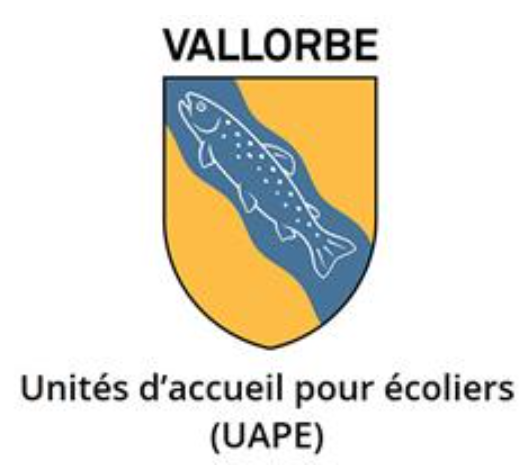 VALLORBE
Unités d’accueil pour écoliers
(UAPE)